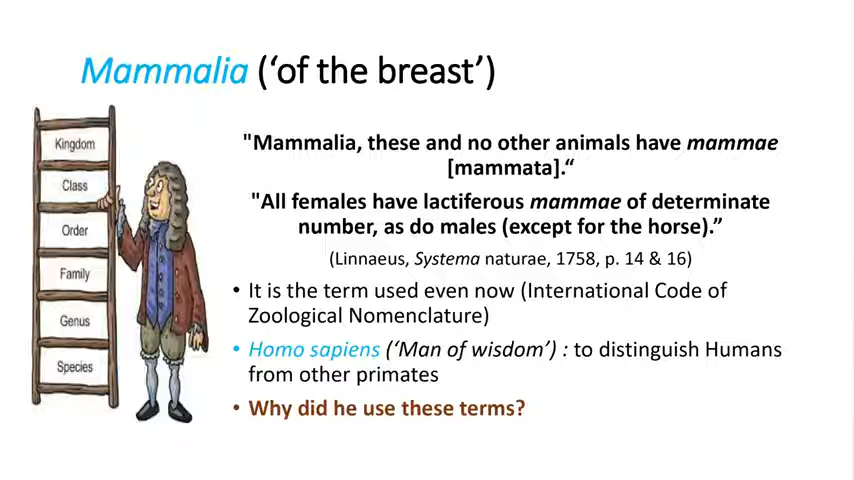 Mammalia (‘of the breast’)
Kingdom
Class
Order
Family
Genus
Species
"Mammalia, these and no other animals have mammae
[mammata].“
"All females have lactiferous mammae of determinate
number, as do males (except for the horse).”
(Linnaeus, Systema naturae, 1758, p. 14 & 16)
• It is the term used even now (International Code of
Zoological Nomenclature)
• Homo sapiens (‘Man of wisdom’) : to distinguish Humans
from other primates
• Why did he use these terms?